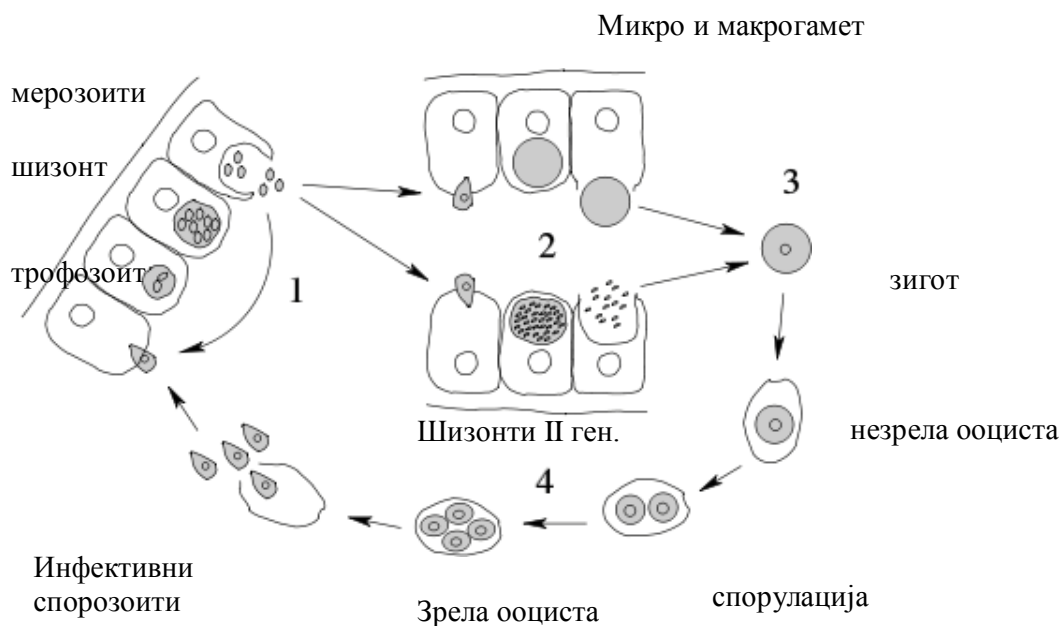 Микро и макрогамет
мерозоити
шизонт
трофозоит
1
2
3
зигот
незрела ооциста
Шизонти II ген.
4
Инфективни
спорозоити
Зрела ооциста
спорулација